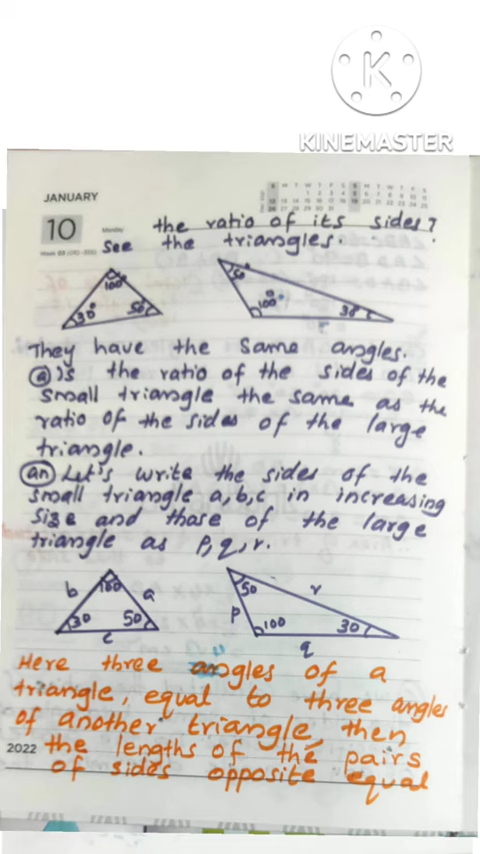 K
KINEMASTER
JANUARY
10
Monday
the ratio of its sides?
see the triangles.
100°
30° 50°
50°
100°
30°
r
They have the same angles.
(a) Is the ratio of the sides of the
small triangle the same as the
ratio of the sides of the large
triangle.
(an) Let's write the sides of the
small triangle a,b,c in increasing
size and those of the large
triangle as p,q,r.
b 100 a
30 50
c
50 r
p
100 30
q
Here three angles of a
triangle, equal to three angles
of another triangle, then
2022 the lengths of the pairs
of sides opposite equal